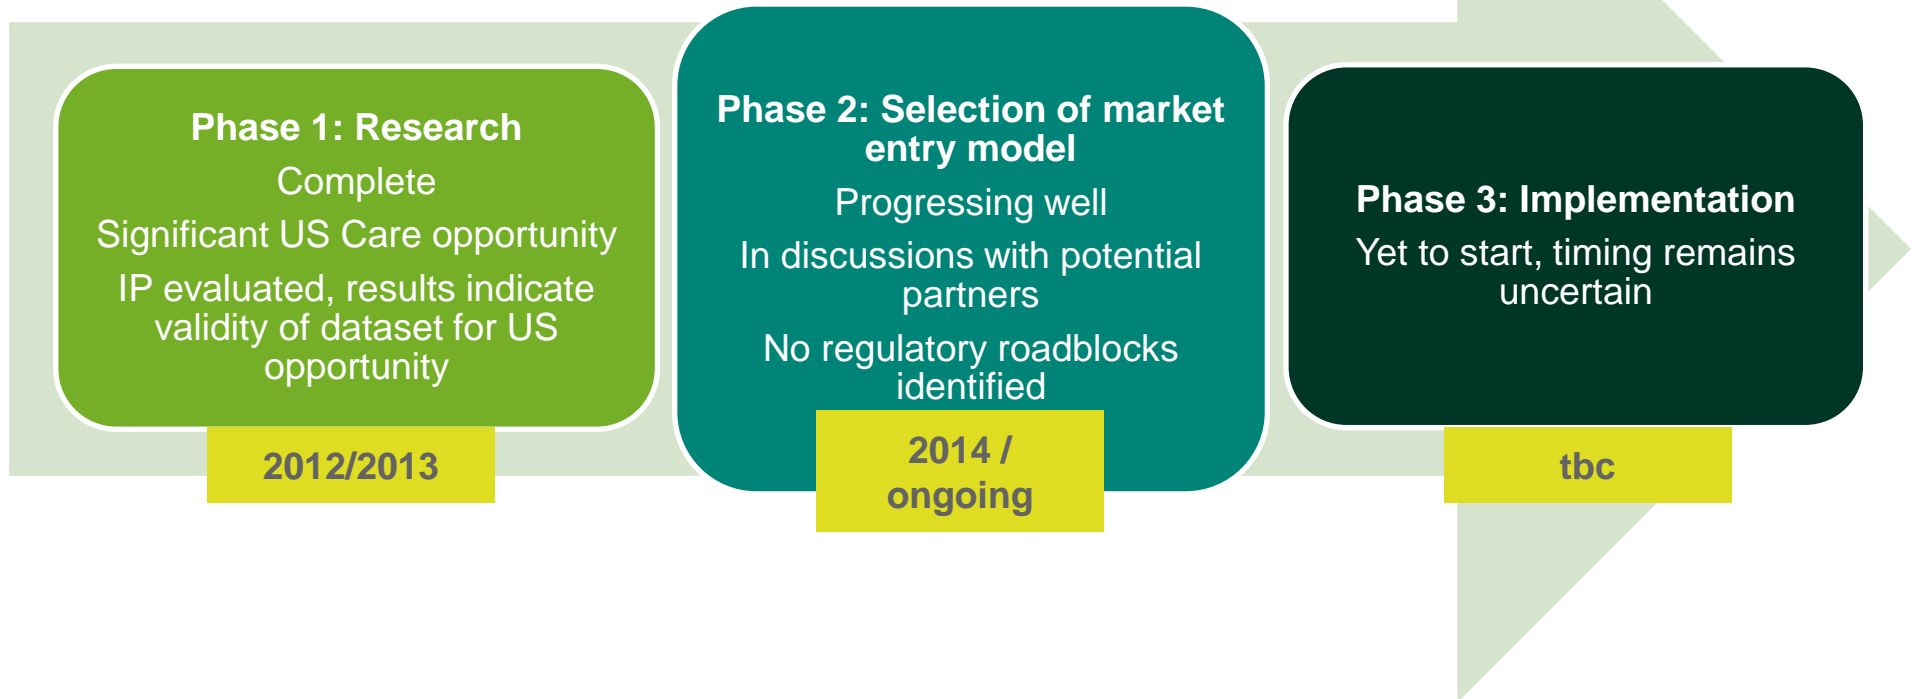 Phase 1: Research
Complete
Significant US Care opportunity
IP evaluated, results indicate
validity of dataset for US
opportunity
2012/2013
Phase 2: Selection of market
entry model
Progressing well
In discussions with potential
partners
No regulatory roadblocks
identified
2014 /
ongoing
Phase 3: Implementation
Yet to start, timing remains
uncertain
tbc